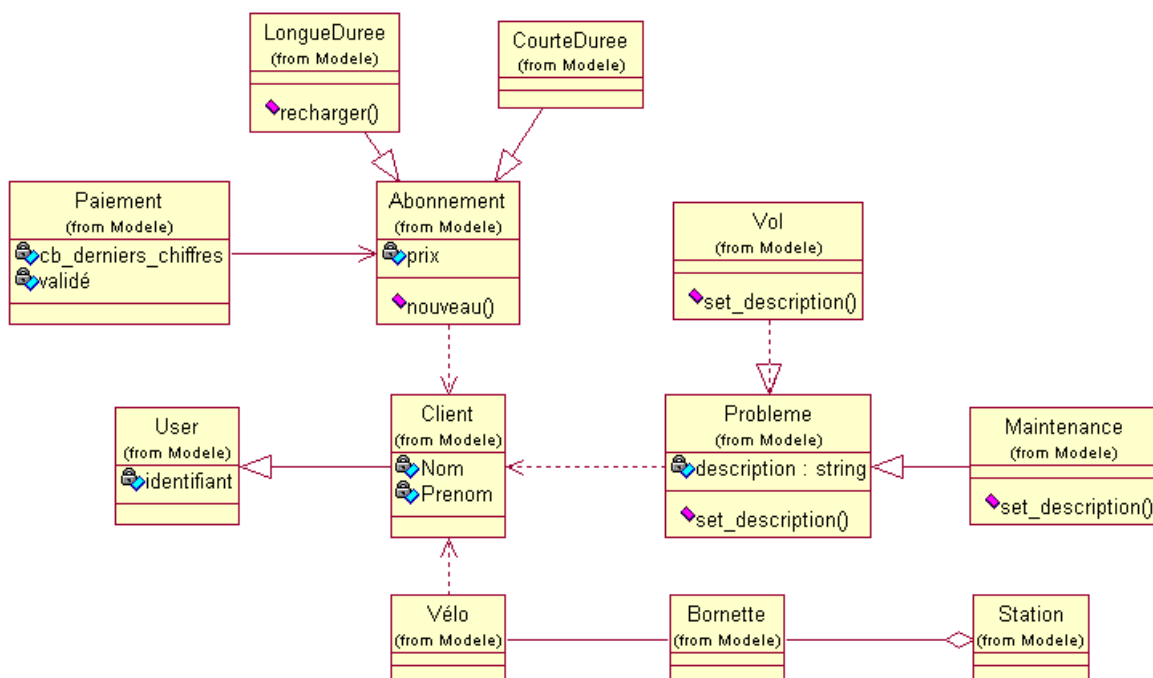 LongueDuree
(from Modele)
recharger()
CourteDuree
(from Modele)
Paiement
(from Modele)
cb_derniers_chiffres
validé
Abonnement
(from Modele)
prix
nouveau()
Vol
(from Modele)
set_description()
User
(from Modele)
identifiant
Client
(from Modele)
Nom
Prenom
Probleme
(from Modele)
description : string
set_description()
Maintenance
(from Modele)
set_description()
Vélo
(from Modele)
Bornette
(from Modele)
Station
(from Modele)